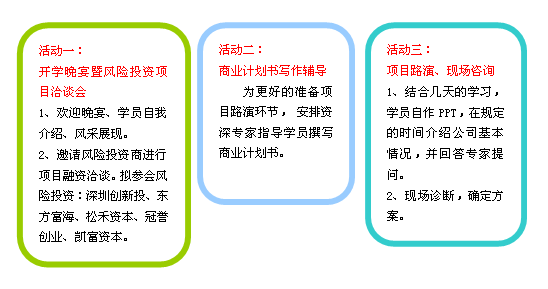 活动一：
开学晚宴暨风险投资项
目洽谈会
1、欢迎晚宴、学员自我
介绍、风采展现。
2、邀请风险投资商进行
项目融资洽谈。拟参会风
险投资：深圳创新投、东
方富海、松禾资本、冠誉
创业、凯富资本。
活动二：
商业计划书写作辅导
为更好的准备项
目路演环节，安排资
深专家指导学员撰写
商业计划书。
活动三：
项目路演、现场咨询
1、结合几天的学习，
学员自作 PPT，在规定
的时间介绍公司基本
情况，并回答专家提
问。
2、现场诊断，确定方
案。